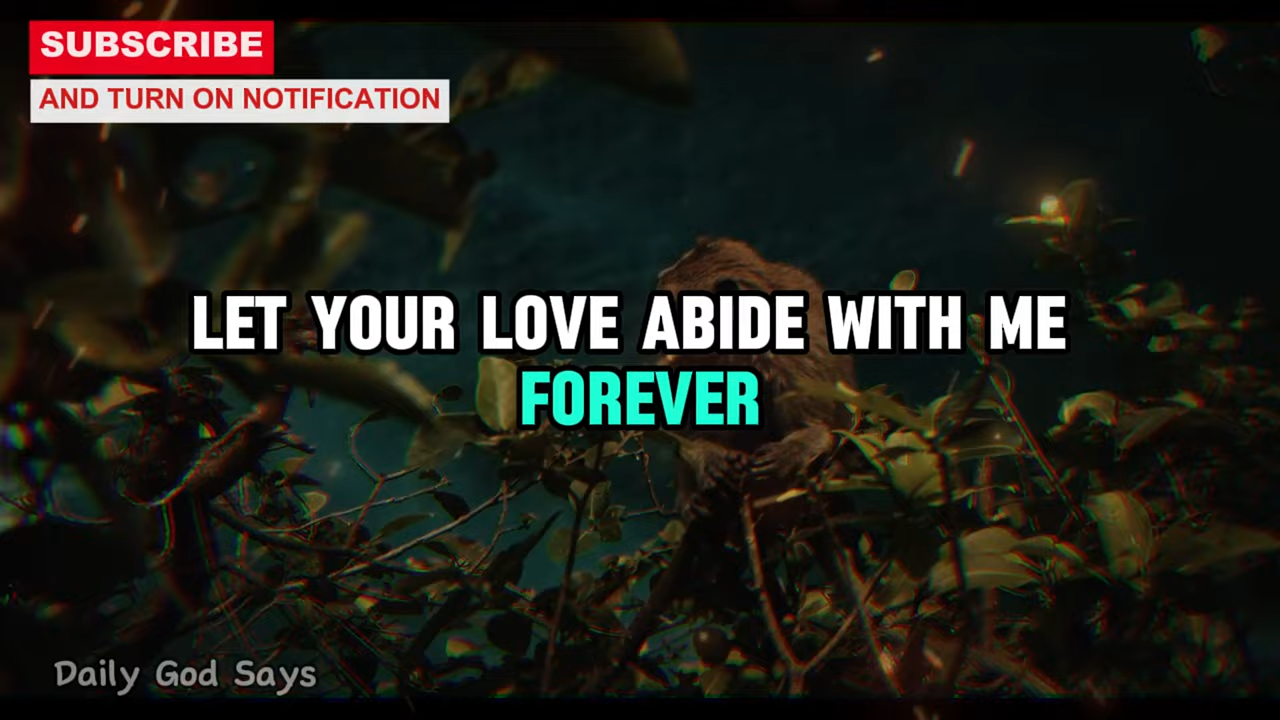 SUBSCRIBE
AND TURN ON NOTIFICATION
LET YOUR LOVE ABIDE WITH ME
FOREVER
Daily God Says